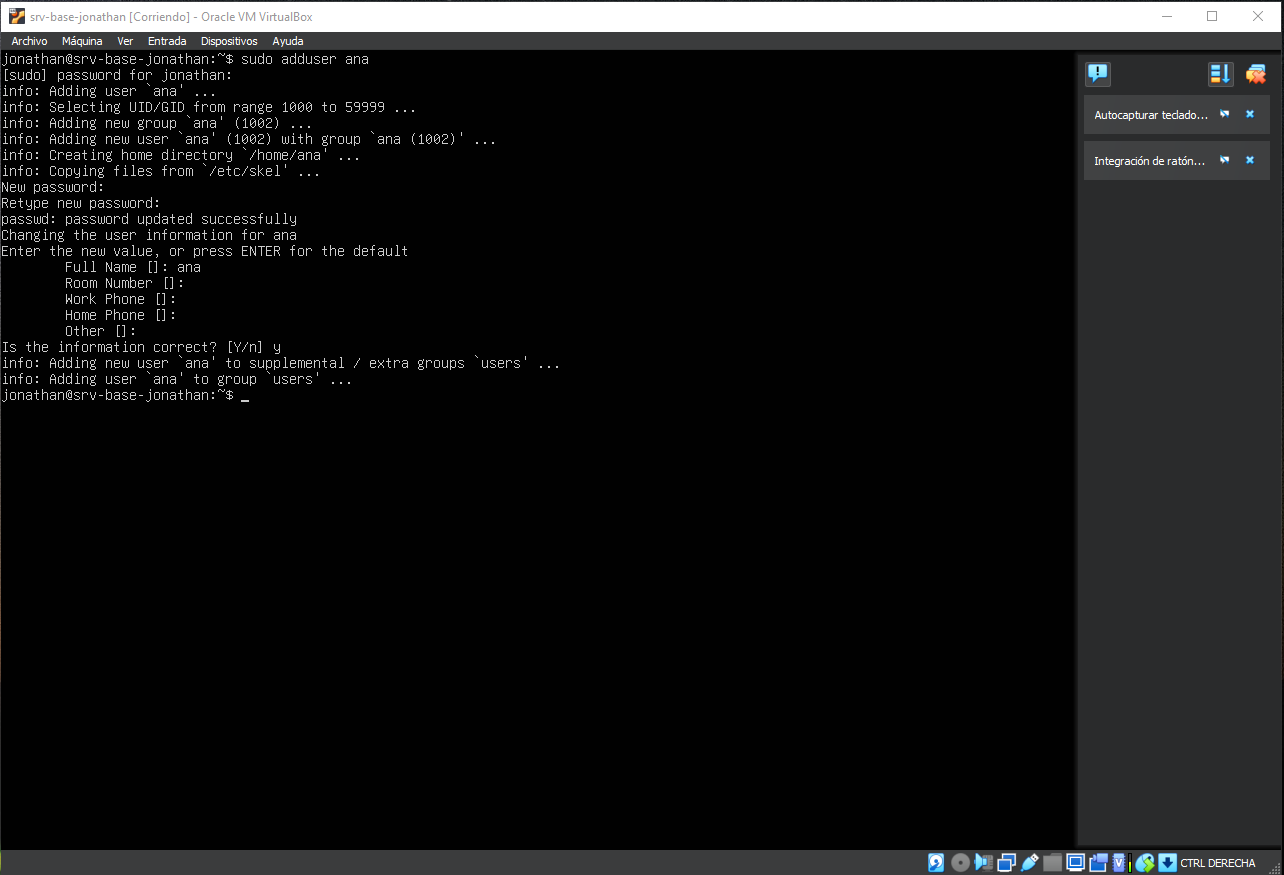 srv-base-jonathan [Corriendo] - Oracle VM VirtualBox
Archivo Máquina Ver Entrada Dispositivos Ayuda
jonathan@srv-base-jonathan:~$ sudo adduser ana
[sudo] password for jonathan:
info: Adding user `ana' ...
info: Selecting UID/GID from range 1000 to 59999 ...
info: Adding new group `ana' (1002) ...
info: Adding new user `ana' (1002) with group `ana (1002)' ...
info: Creating home directory `/home/ana' ...
info: Copying files from `/etc/skel' ...
New password:
Retype new password:
passwd: password updated successfully
Changing the user information for ana
Enter the new value, or press ENTER for the default
Full Name []: ana
Room Number []:
Work Phone []:
Home Phone []:
Other []:
Is the information correct? [Y/n] y
info: Adding new user `ana' to supplemental / extra groups `users' ...
info: Adding user `ana' to group `users' ...
jonathan@srv-base-jonathan:~$ _
Autocapturar teclado...
Integración de ratón...
CTRL DERECHA